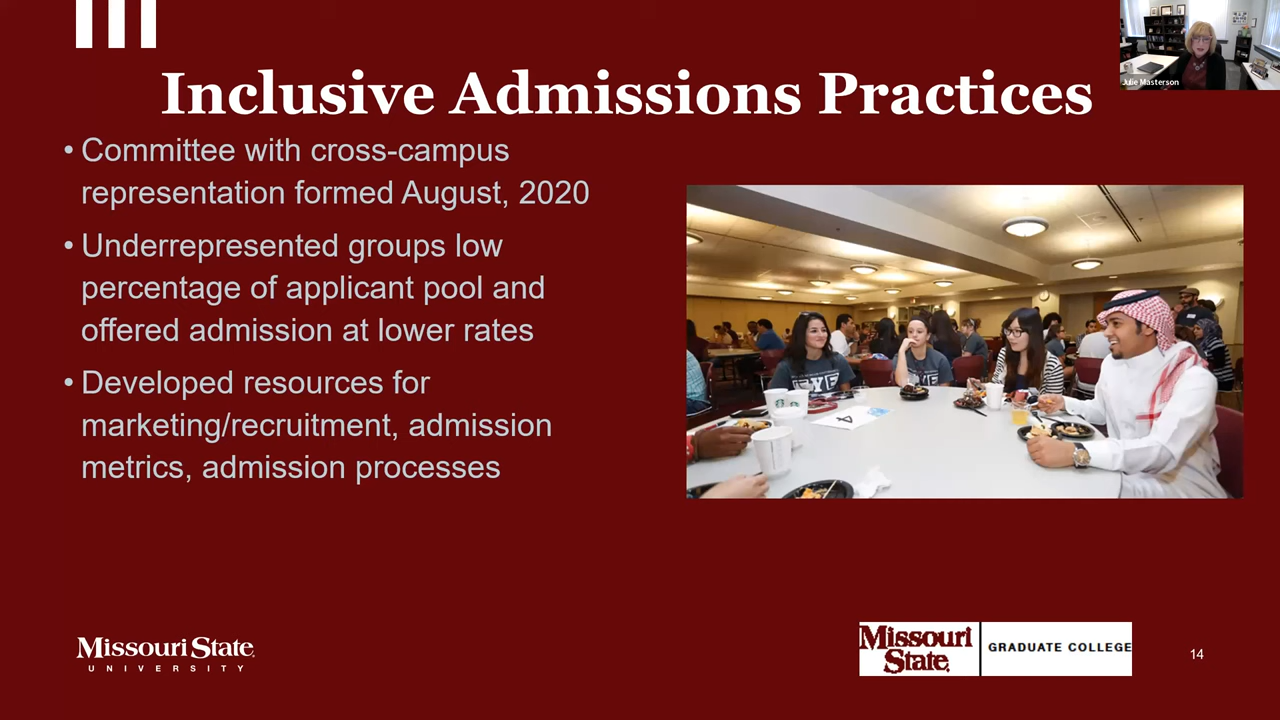 Julie Masterson
Inclusive Admissions Practices
• Committee with cross-campus
representation formed August, 2020
• Underrepresented groups low
percentage of applicant pool and
offered admission at lower rates
• Developed resources for
marketing/recruitment, admission
metrics, admission processes
4
Missouri State
UNIVERSITY
Missouri
State
GRADUATE COLLEGE
14